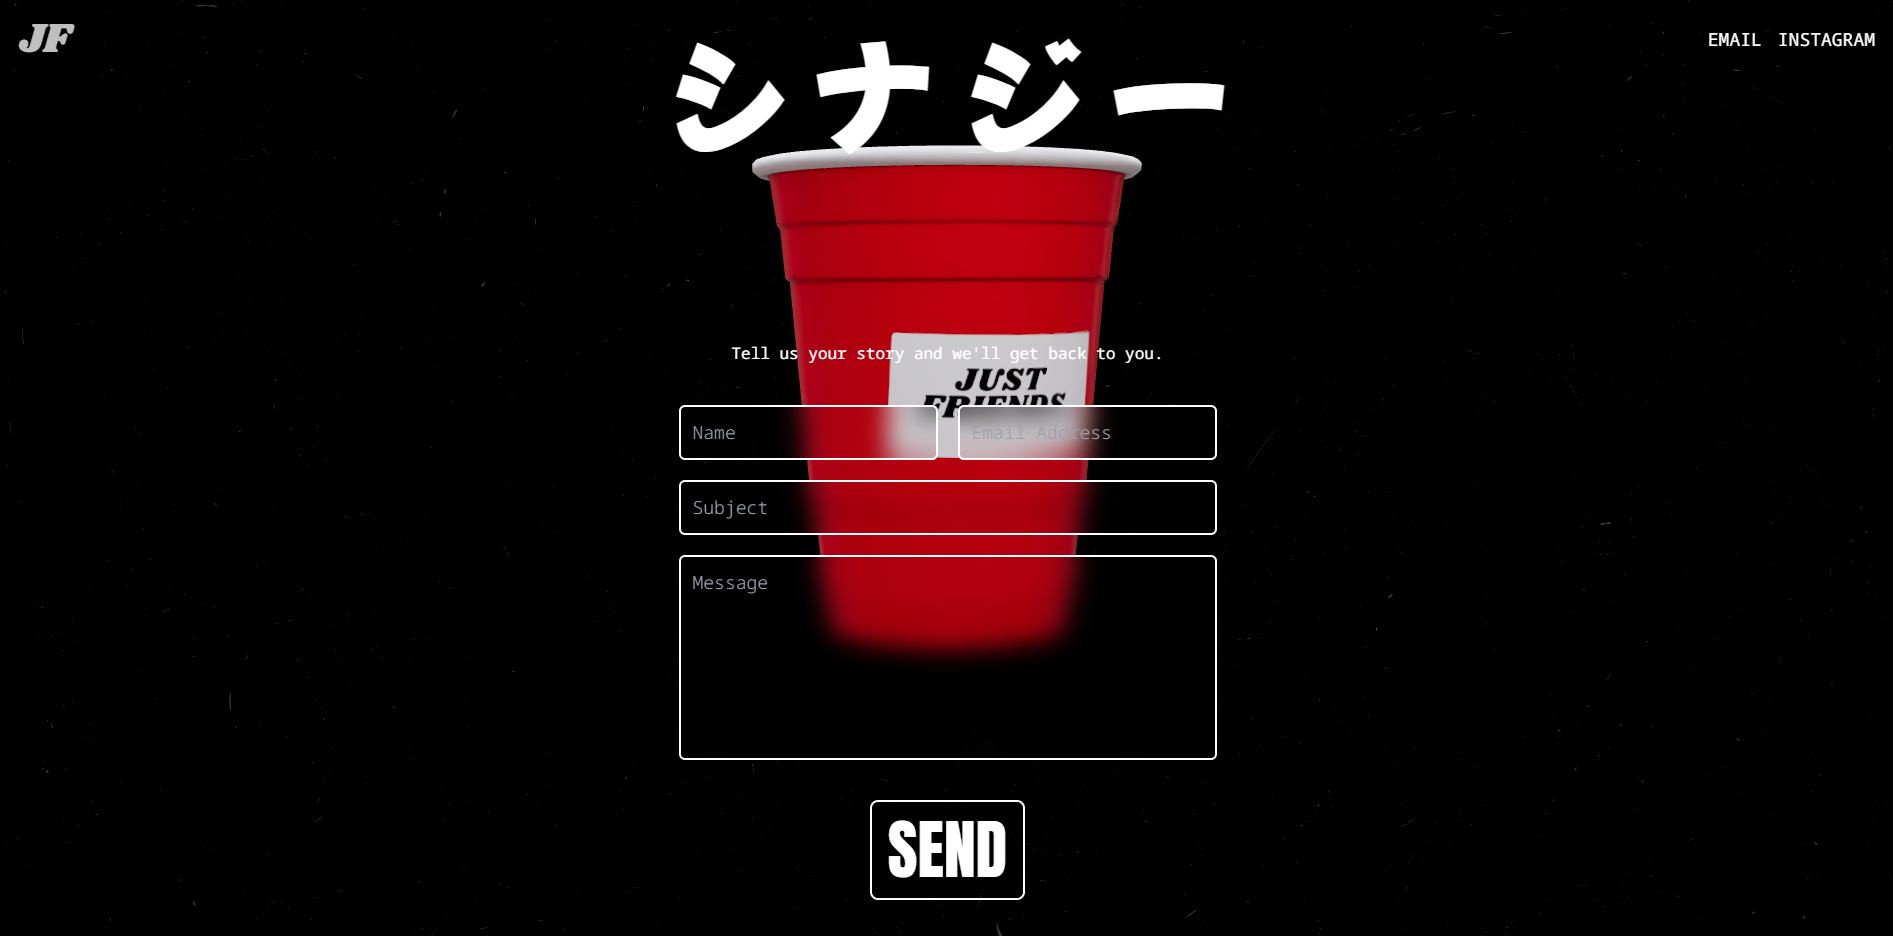 JF
EMAIL INSTAGRAM
シナジー
Tell us your story and we'll get back to you.
JUST
FRIENDS
Name
Email Address
Subject
Message
SEND